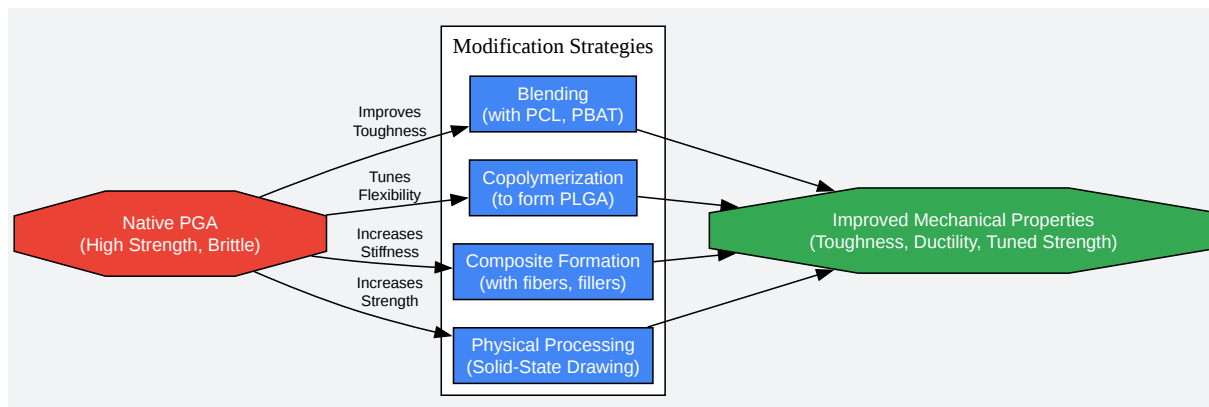 Modification Strategies
Blending
(with PCL, PBAT)
Improves
Toughness
Tunes
Flexibility
Copolymerization
(to form PLGA)
Native PGA
(High Strength, Brittle)
Improved Mechanical Properties
(Toughness, Ductility, Tuned Strength)
Increases
Stiffness
Composite Formation
(with fibers, fillers)
Increases
Strength
Physical Processing
(Solid-State Drawing)